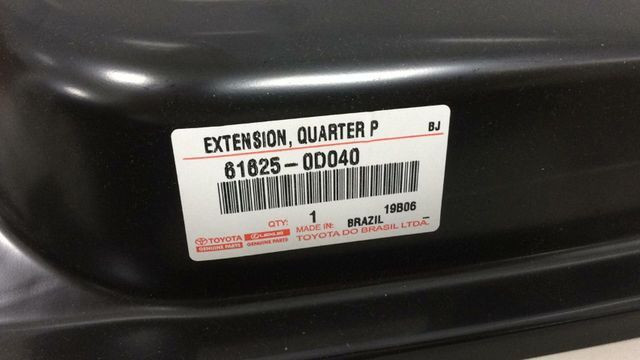 EXTENSION, QUARTER P BJ
61625-0D040
19B06
QTY: 1 MADE IN: BRAZIL -
TOYOTA GENUINE PARTS LEXUS GENUINE PARTS TOYOTA DO BRASIL LTDA.